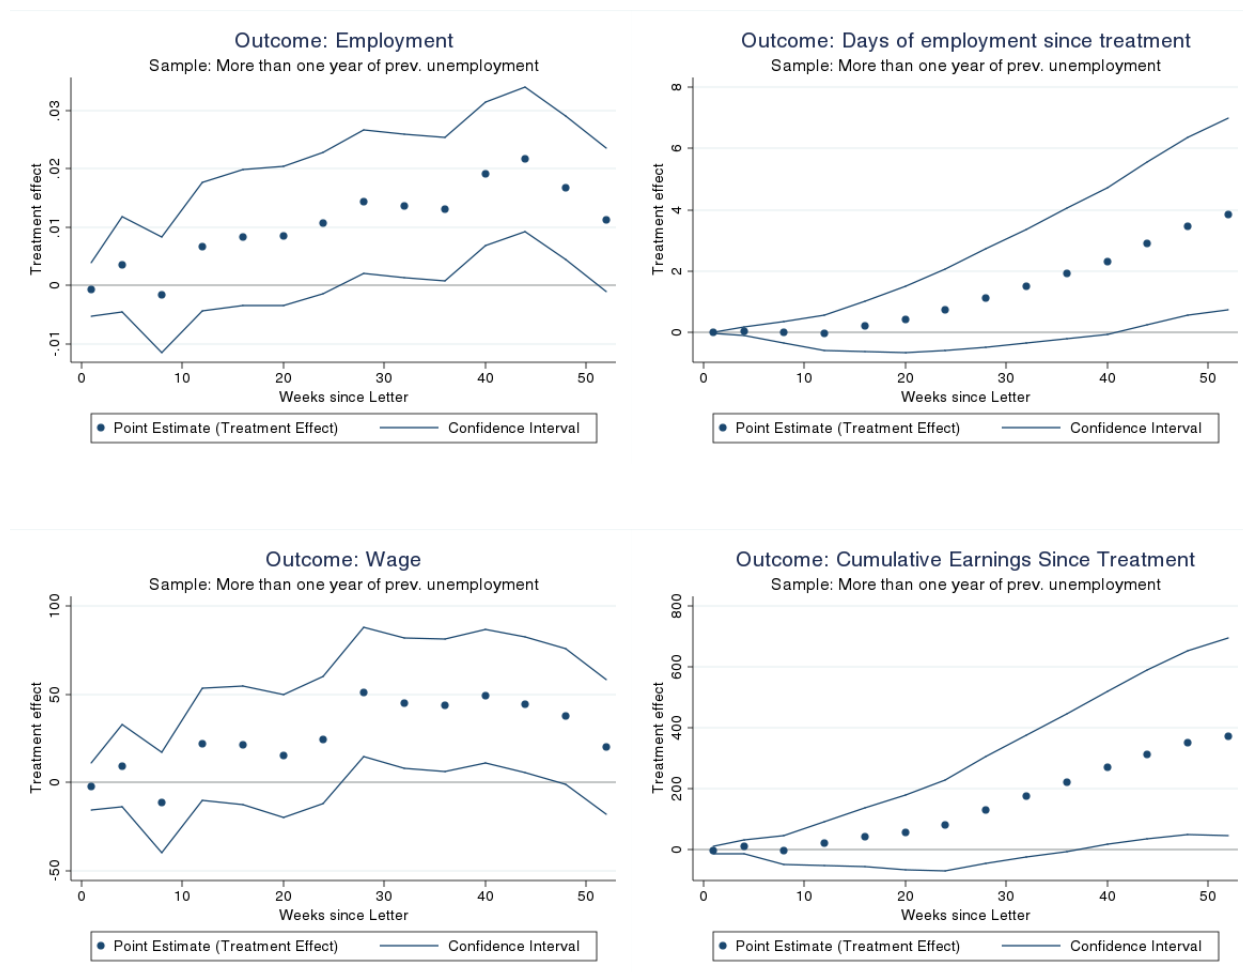 Outcome: Employment
Sample: More than one year of prev. unemployment
Treatment effect
.03
.02
.01
0
-.01
0 10 20 30 40 50
Weeks since Letter
Point Estimate (Treatment Effect) Confidence Interval
Outcome: Days of employment since treatment
Sample: More than one year of prev. unemployment
Treatment effect
8
6
4
2
0
0 10 20 30 40 50
Weeks since Letter
Point Estimate (Treatment Effect) Confidence Interval
Outcome: Wage
Sample: More than one year of prev. unemployment
Treatment effect
100
50
0
-50
0 10 20 30 40 50
Weeks since Letter
Point Estimate (Treatment Effect) Confidence Interval
Outcome: Cumulative Earnings Since Treatment
Sample: More than one year of prev. unemployment
Treatment effect
800
600
400
200
0
0 10 20 30 40 50
Weeks since Letter
Point Estimate (Treatment Effect) Confidence Interval